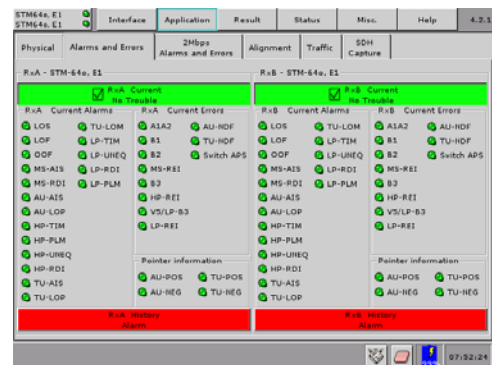 STM64o, E1
STM64o, E1
Interface
Application
Result
Status
Misc.
Help
4.2.1
Physical
Alarms and Errors
2Mbps
Alarms and Errors
Alignment
Traffic
SDH
Capture
RxA - STM-64o, E1
RxA Current
No Trouble
RxA Current Alarms
LOS
LOF
OOF
MS-AIS
MS-RDI
AU-AIS
AU-LOP
HP-TIM
HP-PLM
HP-UNEQ
HP-RDI
TU-AIS
TU-LOP
TU-LOM
LP-TIM
LP-UNEQ
LP-RDI
LP-PLM
RxA Current Errors
A1A2
B1
B2
MS-REI
B3
HP-REI
V5/LP-B3
LP-REI
AU-NDF
TU-NDF
Switch APS
Pointer information
AU-POS
TU-POS
AU-NEG
TU-NEG
RxA History
Alarm
RxB - STM-64o, E1
RxB Current
No Trouble
RxB Current Alarms
LOS
LOF
OOF
MS-AIS
MS-RDI
AU-AIS
AU-LOP
HP-TIM
HP-PLM
HP-UNEQ
HP-RDI
TU-AIS
TU-LOP
TU-LOM
LP-TIM
LP-UNEQ
LP-RDI
LP-PLM
RxB Current Errors
A1A2
B1
B2
MS-REI
B3
HP-REI
V5/LP-B3
LP-REI
AU-NDF
TU-NDF
Switch APS
Pointer information
AU-POS
TU-POS
AU-NEG
TU-NEG
RxB History
Alarm
07:52:24